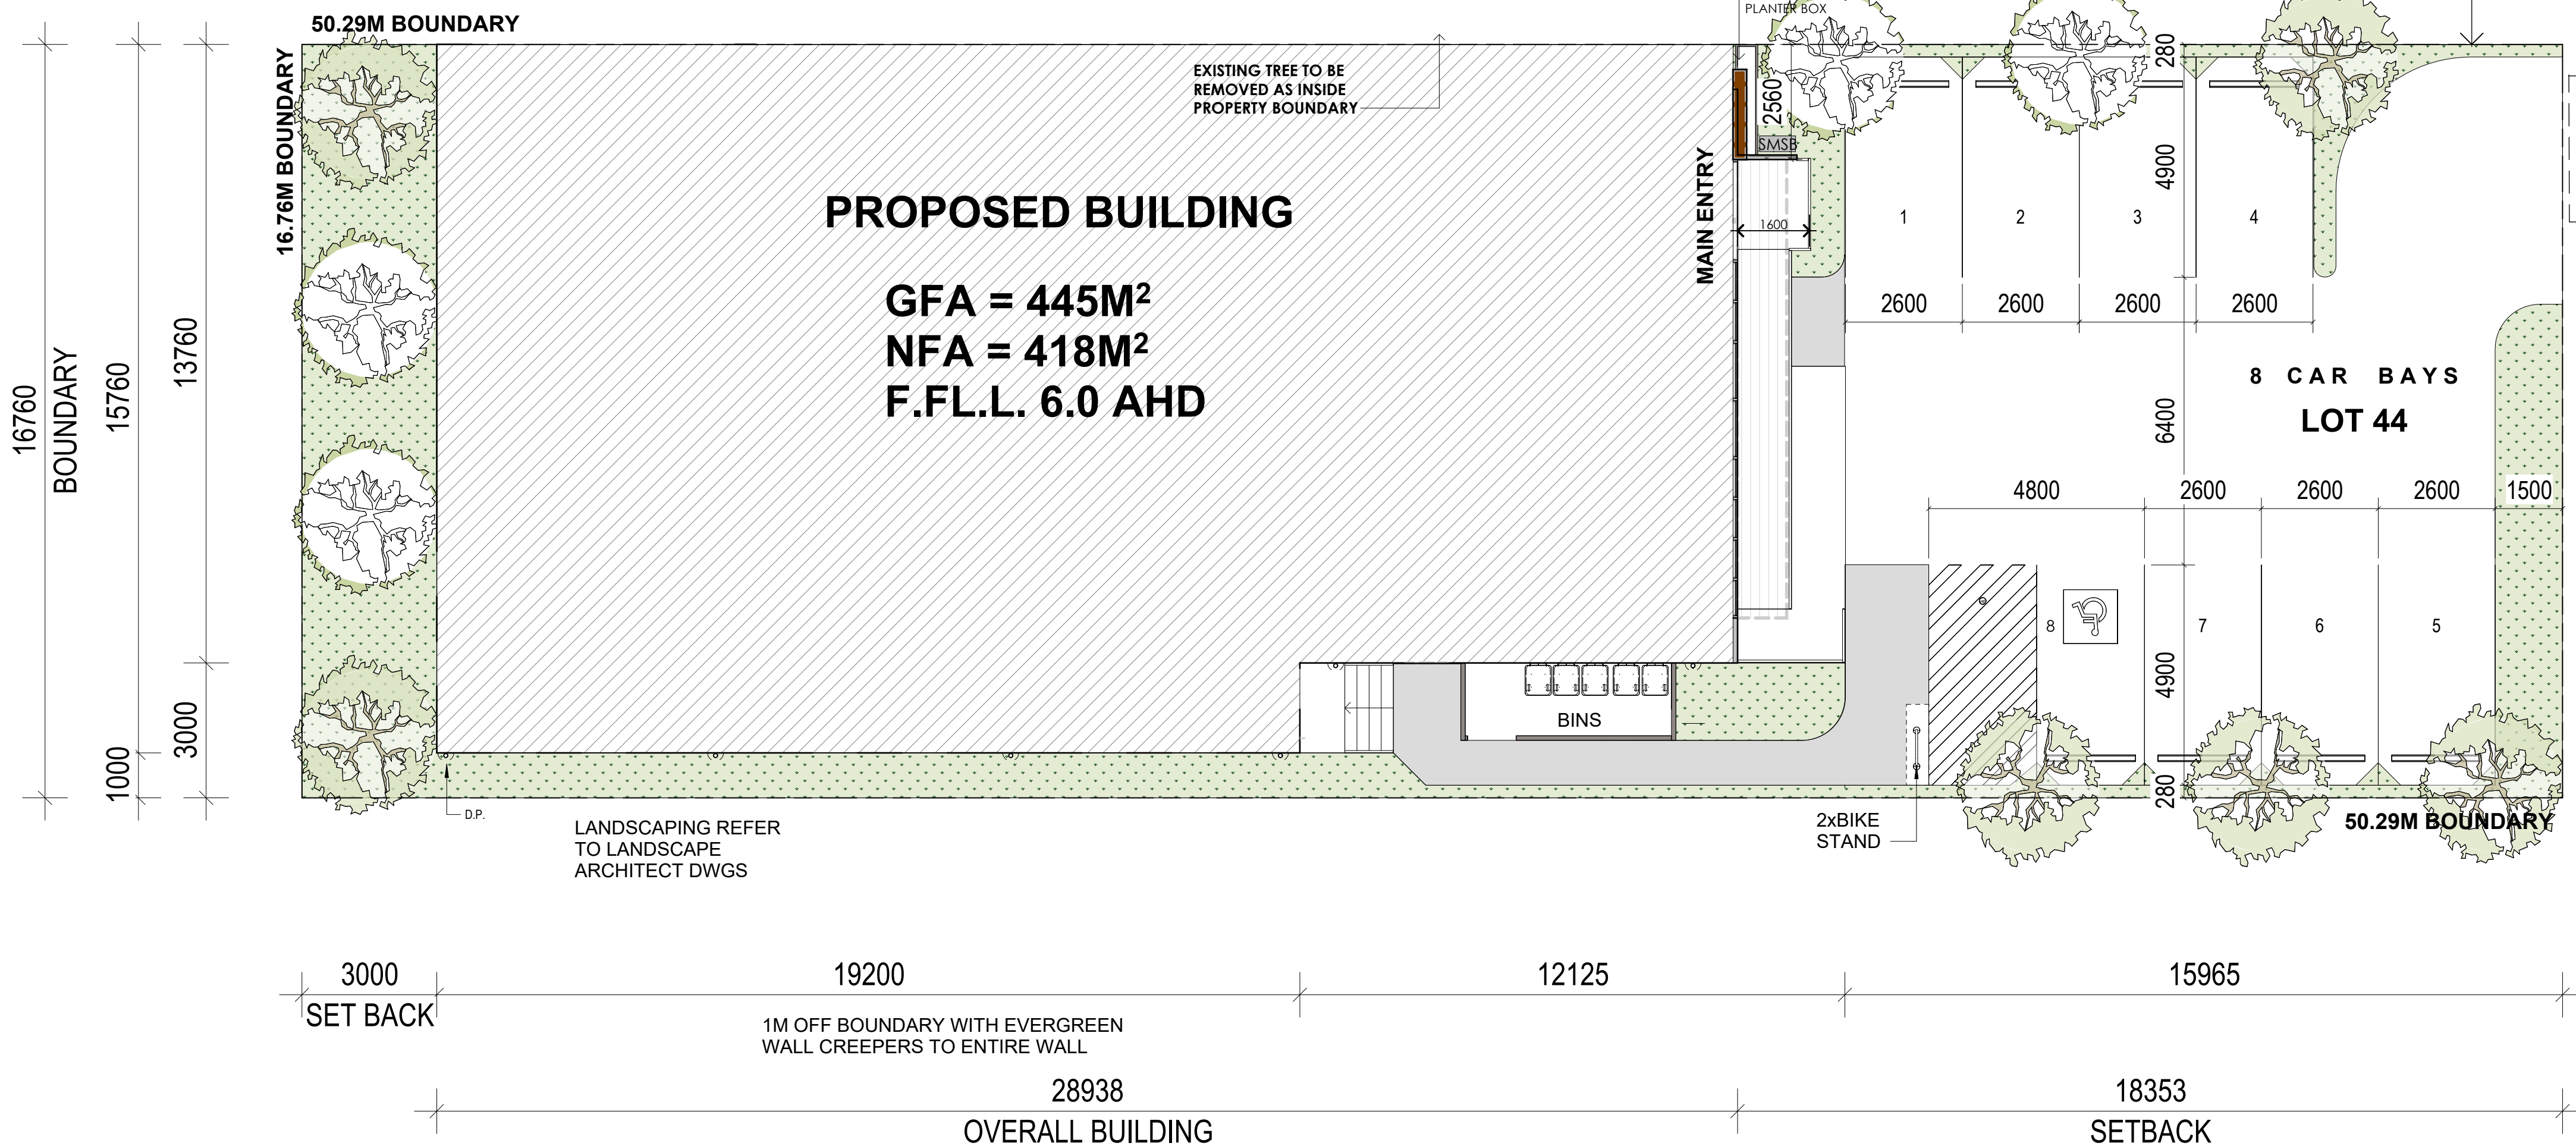 50.29M BOUNDARY
16.76M BOUNDARY
PLANTER BOX
EXISTING TREE TO BE
REMOVED AS INSIDE
PROPERTY BOUNDARY
2560
SMSB
280
4900
MAIN ENTRY
1600
PROPOSED BUILDING
GFA = 445M²
NFA = 418M²
F.FL.L. 6.0 AHD
1
2
3
4
2600
2600
2600
2600
16760
BOUNDARY
15760
13760
8 CAR BAYS
LOT 44
6400
4800
2600
2600
2600
1500
8
7
6
5
4900
3000
1000
BINS
280
D.P.
LANDSCAPING REFER
TO LANDSCAPE
ARCHITECT DWGS
2xBIKE
STAND
50.29M BOUNDARY
3000
SET BACK
19200
12125
15965
1M OFF BOUNDARY WITH EVERGREEN
WALL CREEPERS TO ENTIRE WALL
28938
OVERALL BUILDING
18353
SETBACK